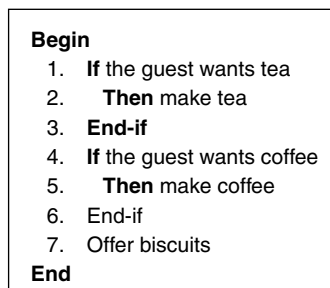 Begin
1. If the guest wants tea
2. Then make tea
3. End-if
4. If the guest wants coffee
5. Then make coffee
6. End-if
7. Offer biscuits
End